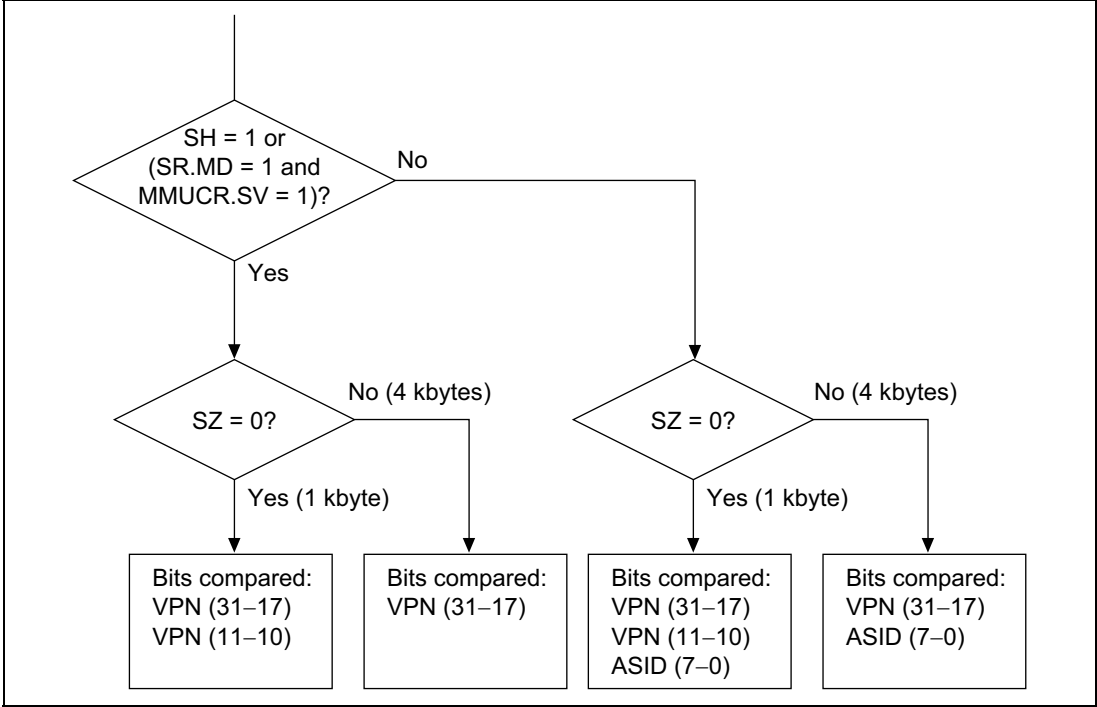 SH = 1 or
(SR.MD = 1 and
MMUCR.SV = 1)?
No
Yes
SZ = 0?
No (4 kbytes)
Yes (1 kbyte)
SZ = 0?
No (4 kbytes)
Yes (1 kbyte)
Bits compared:
VPN (31−17)
VPN (11−10)
Bits compared:
VPN (31−17)
Bits compared:
VPN (31−17)
VPN (11−10)
ASID (7−0)
Bits compared:
VPN (31−17)
ASID (7−0)